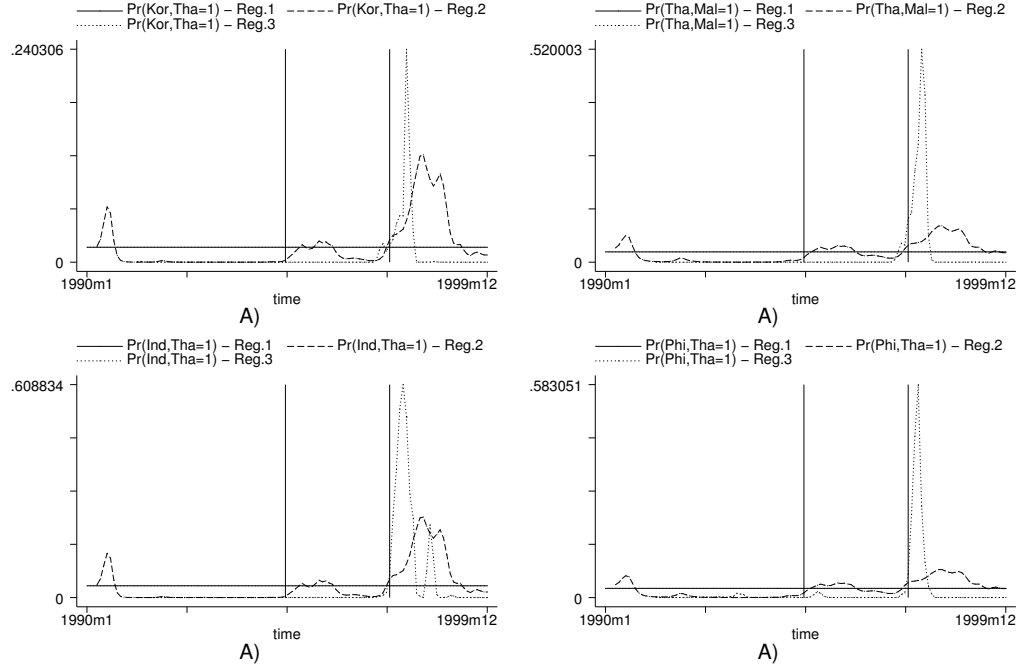 Pr(Kor,Tha=1) − Reg.1 Pr(Kor,Tha=1) − Reg.2
Pr(Kor,Tha=1) − Reg.3
.240306
0
1990m1 1999m12
time
A)
Pr(Tha,Mal=1) − Reg.1 Pr(Tha,Mal=1) − Reg.2
Pr(Tha,Mal=1) − Reg.3
.520003
0
1990m1 1999m12
time
A)
Pr(Ind,Tha=1) − Reg.1 Pr(Ind,Tha=1) − Reg.2
Pr(Ind,Tha=1) − Reg.3
.608834
0
1990m1 1999m12
time
A)
Pr(Phi,Tha=1) − Reg.1 Pr(Phi,Tha=1) − Reg.2
Pr(Phi,Tha=1) − Reg.3
.583051
0
1990m1 1999m12
time
A)